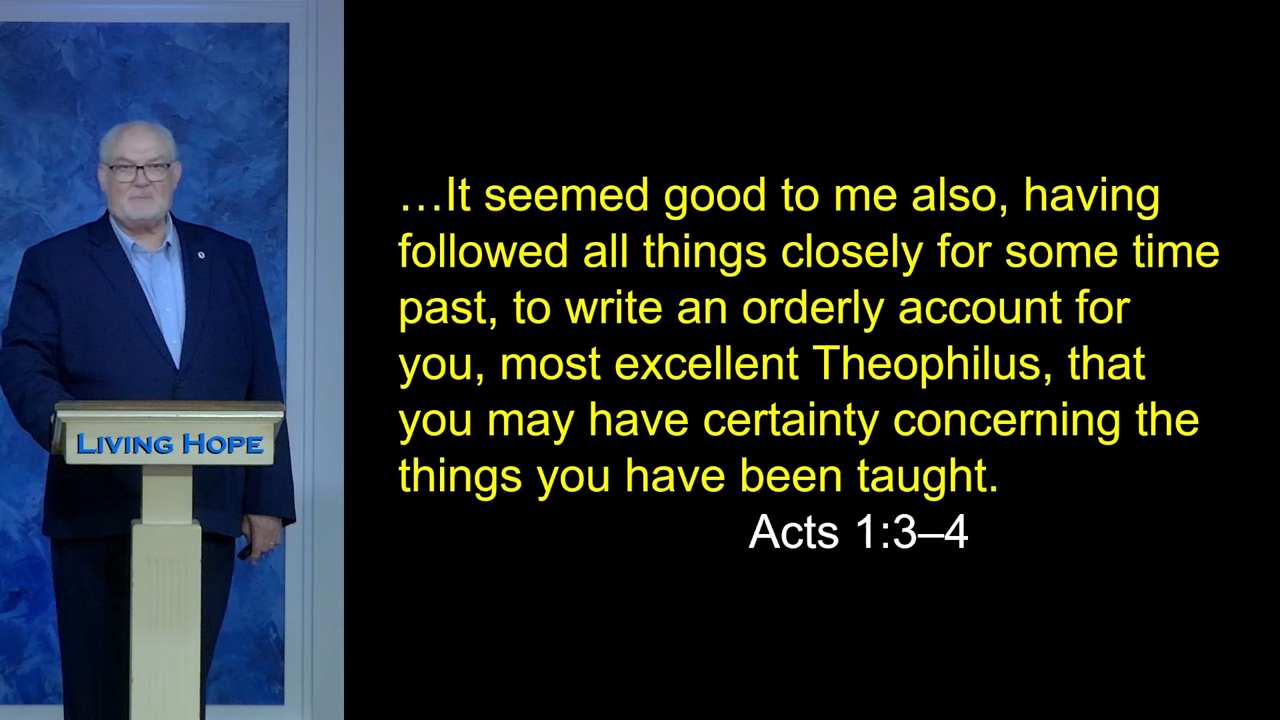 LIVING HOPE
…It seemed good to me also, having
followed all things closely for some time
past, to write an orderly account for
you, most excellent Theophilus, that
you may have certainty concerning the
things you have been taught.
Acts 1:3–4